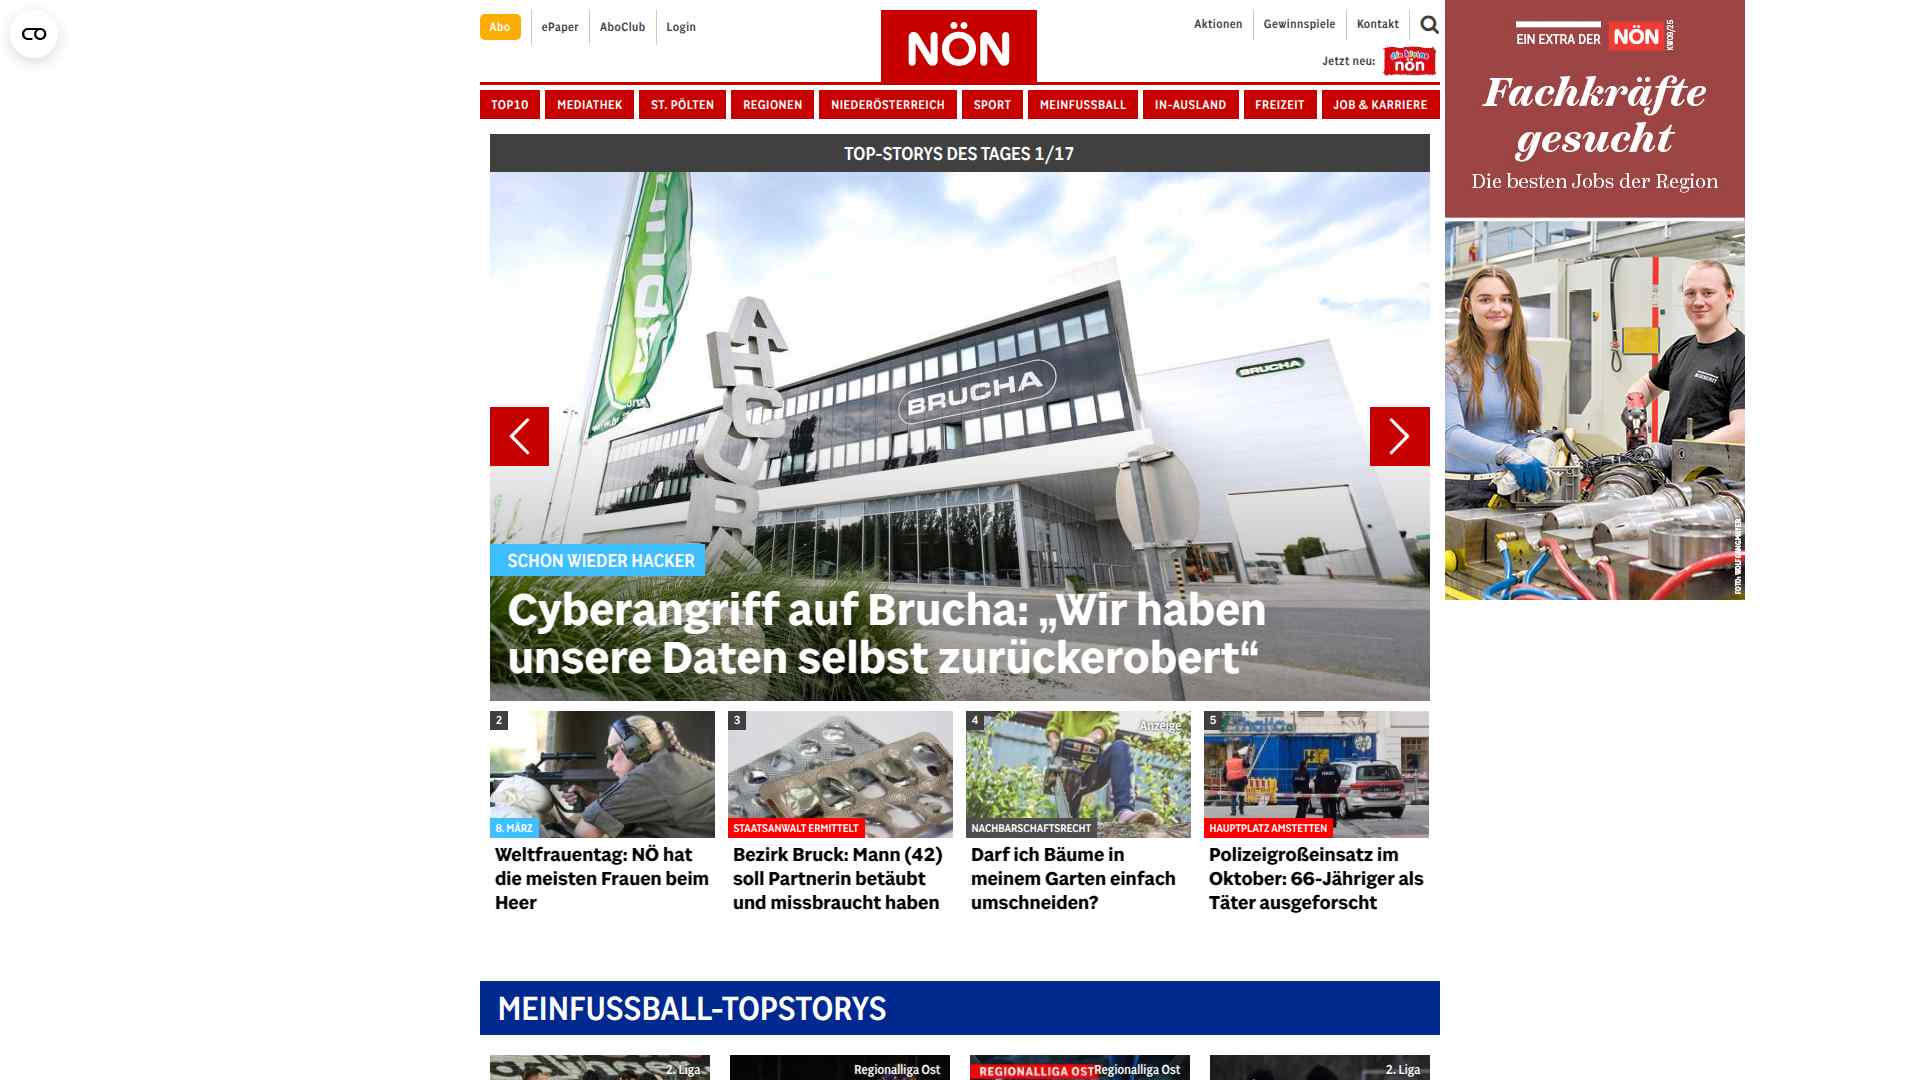 Abo
ePaper
AboClub
Login
NÖN
Aktionen
Gewinnspiele
Kontakt
Jetzt neu:
die kleine
nön
TOP10
MEDIATHEK
ST. PÖLTEN
REGIONEN
NIEDERÖSTERREICH
SPORT
MEINFUSSBALL
IN-AUSLAND
FREIZEIT
JOB & KARRIERE
EIN EXTRA DER
NÖN
KW09/25
Fachkräfte
gesucht
Die besten Jobs der Region
TOP-STORYS DES TAGES 1/17
BRUCHA
BRUCHA
BRUCHA
SCHON WIEDER HACKER
Cyberangriff auf Brucha: „Wir haben
unsere Daten selbst zurückerobert“
2
8. MÄRZ
Weltfrauentag: NÖ hat
die meisten Frauen beim
Heer
3
STAATSANWALT ERMITTELT
Bezirk Bruck: Mann (42)
soll Partnerin betäubt
und missbraucht haben
4
Anzeige
NACHBARSCHAFTSRECHT
Darf ich Bäume in
meinem Garten einfach
umschneiden?
5
HAUPTPLATZ AMSTETTEN
Polizeigroßeinsatz im
Oktober: 66-Jähriger als
Täter ausgeforscht
MEINFUSSBALL-TOPSTORYS
2. Liga
Regionalliga Ost
REGIONALLIGA OST
Regionalliga Ost
2. Liga